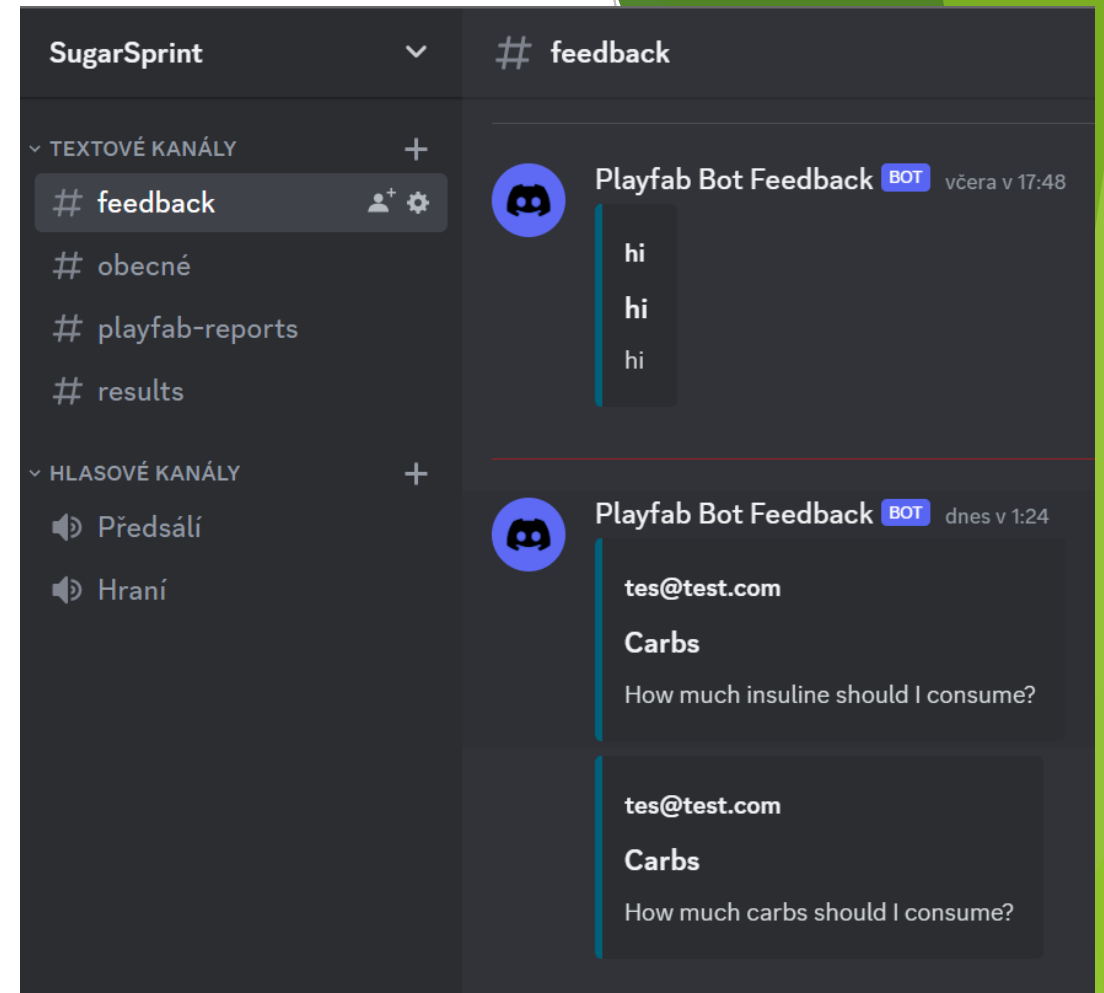 SugarSprint
TEXTOVÉ KANÁLY
feedback
obecné
playfab-reports
results
HLASOVÉ KANÁLY
Předsálí
Hraní
# feedback
Playfab Bot Feedback BOT včera v 17:48
hi
hi
hi
Playfab Bot Feedback BOT dnes v 1:24
tes@test.com
Carbs
How much insuline should I consume?
tes@test.com
Carbs
How much carbs should I consume?